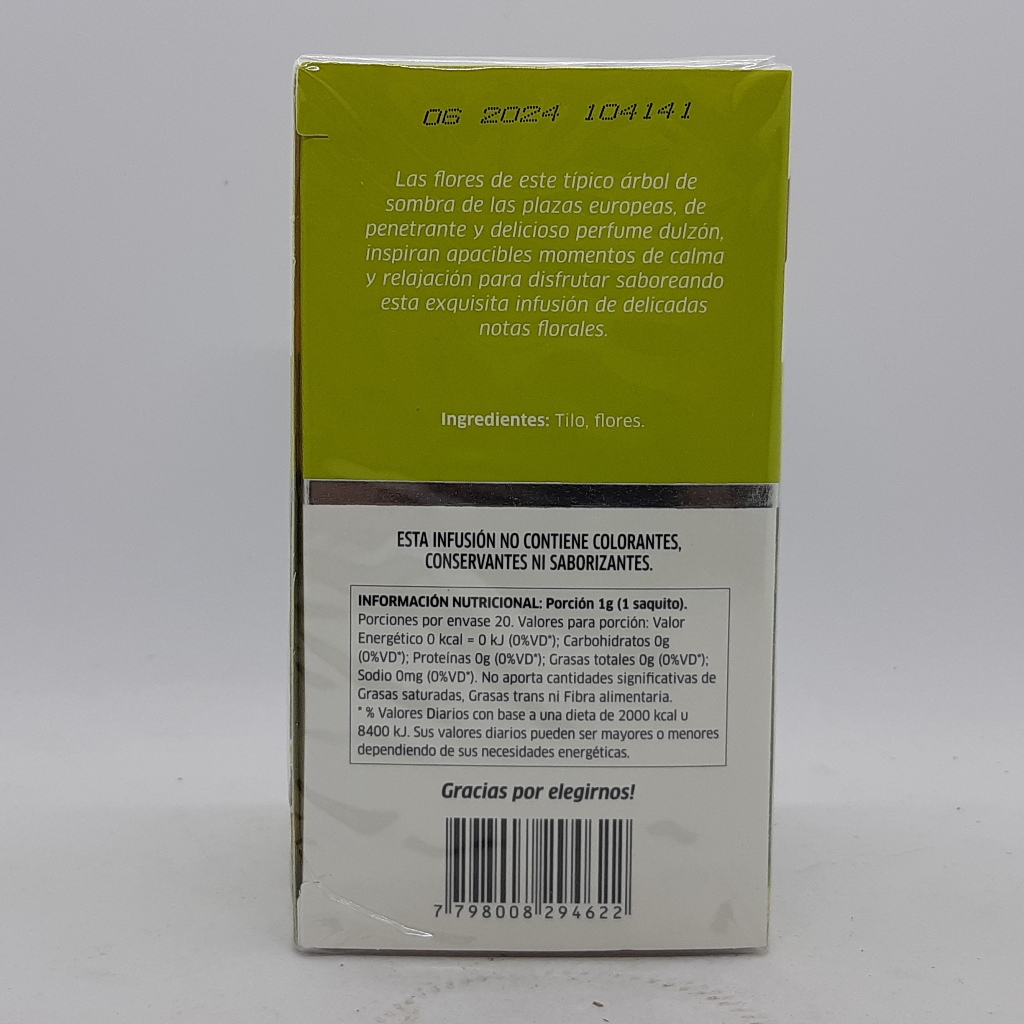 06 2024 104141
Las flores de este típico árbol de
sombra de las plazas europeas, de
penetrante y delicioso perfume dulzón,
inspiran apacibles momentos de calma
y relajación para disfrutar saboreando
esta exquisita infusión de delicadas
notas florales.
Ingredientes: Tilo, flores.
ESTA INFUSIÓN NO CONTIENE COLORANTES,
CONSERVANTES NI SABORIZANTES.
INFORMACIÓN NUTRICIONAL: Porción 1g (1 saquito).
Porciones por envase 20. Valores para porción: Valor
Energético 0 kcal = 0 kJ (0%VD*); Carbohidratos 0g
(0%VD*); Proteínas 0g (0%VD*); Grasas totales 0g (0%VD*);
Sodio 0mg (0%VD*). No aporta cantidades significativas de
Grasas saturadas, Grasas trans ni Fibra alimentaria.
* % Valores Diarios con base a una dieta de 2000 kcal u
8400 kJ. Sus valores diarios pueden ser mayores o menores
dependiendo de sus necesidades energéticas.
Gracias por elegirnos!
7 798008 294622